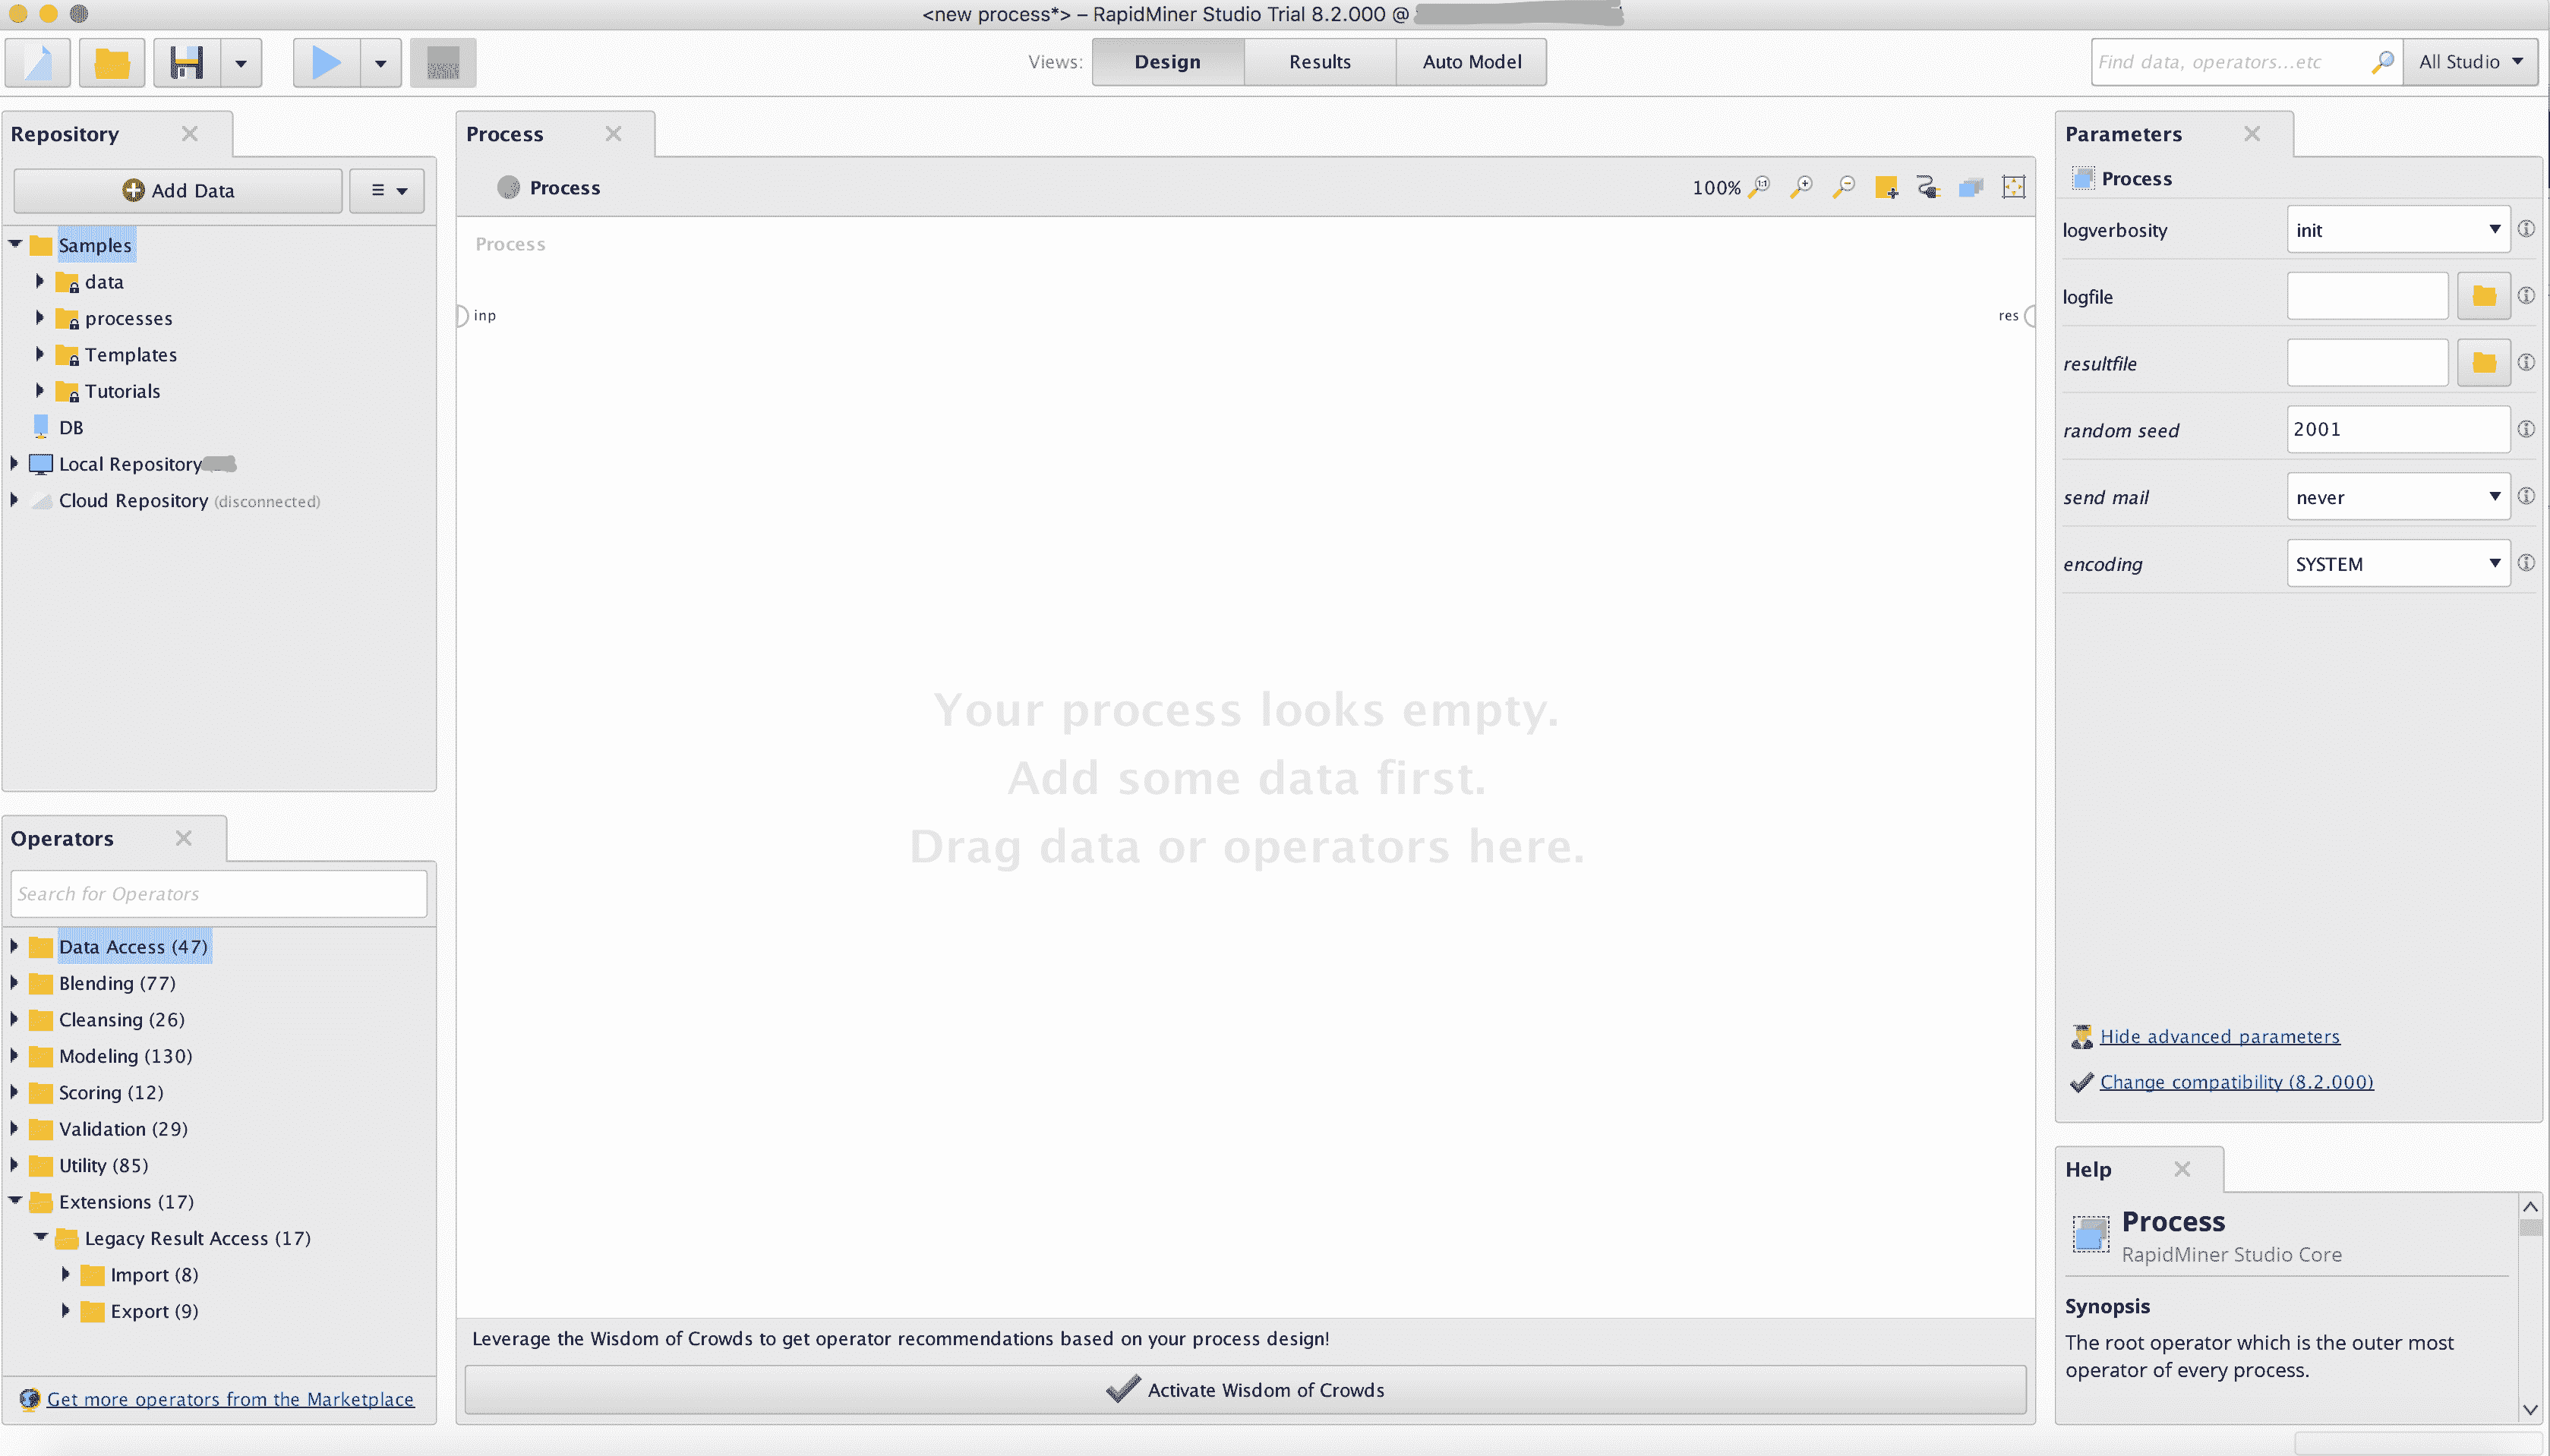 <new process*> – RapidMiner Studio Trial 8.2.000 @
Views: Design Results Auto Model
Find data, operators...etc
All Studio
Repository
Add Data
Samples
data
processes
Templates
Tutorials
DB
Local Repository
Cloud Repository (disconnected)
Operators
Search for Operators
Data Access (47)
Blending (77)
Cleansing (26)
Modeling (130)
Scoring (12)
Validation (29)
Utility (85)
Extensions (17)
Legacy Result Access (17)
Import (8)
Export (9)
Get more operators from the Marketplace
Process
Process
100%
1:1
Process
inp
res
Your process looks empty.
Add some data first.
Drag data or operators here.
Leverage the Wisdom of Crowds to get operator recommendations based on your process design!
Activate Wisdom of Crowds
Parameters
Process
logverbosity init
logfile
resultfile
random seed 2001
send mail never
encoding SYSTEM
Hide advanced parameters
Change compatibility (8.2.000)
Help
Process
RapidMiner Studio Core
Synopsis
The root operator which is the outer most
operator of every process.